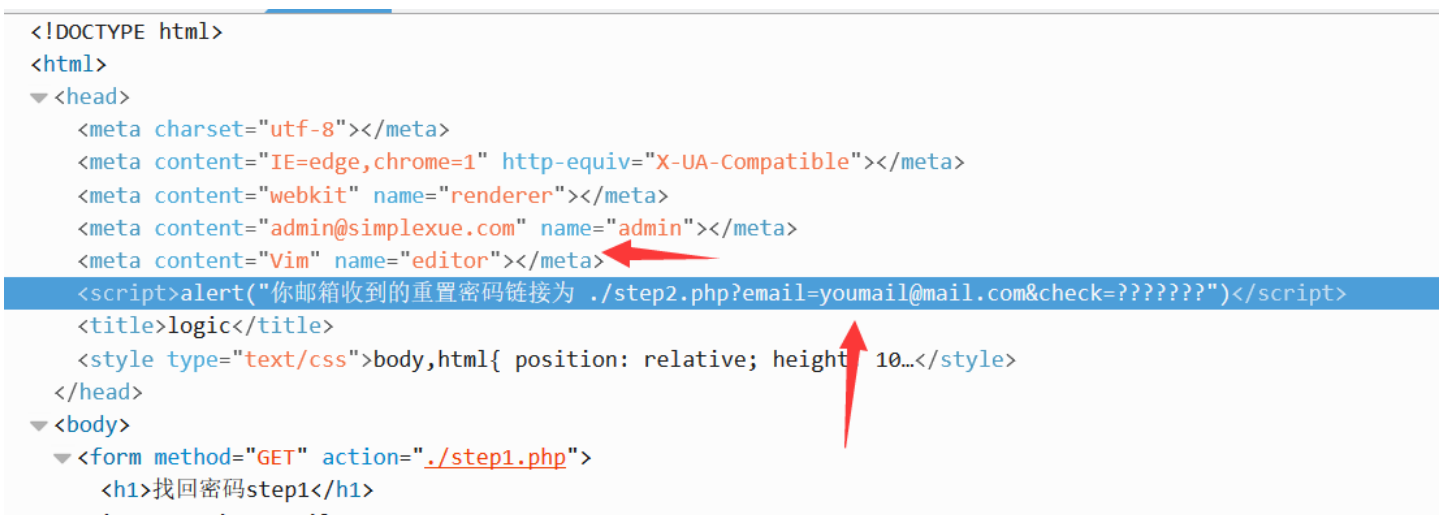 <!DOCTYPE html>
<html>
<head>
<meta charset="utf-8"></meta>
<meta content="IE=edge,chrome=1" http-equiv="X-UA-Compatible"></meta>
<meta content="webkit" name="renderer"></meta>
<meta content="admin@simplexue.com" name="admin"></meta>
<meta content="Vim" name="editor"></meta>
<script>alert("你邮箱收到的重置密码链接为 ./step2.php?email=youmail@mail.com&check=???????")</script>
<title>logic</title>
<style type="text/css">body,html{ position: relative; height 10…</style>
</head>
<body>
<form method="GET" action="./step1.php">
<h1>找回密码step1</h1>